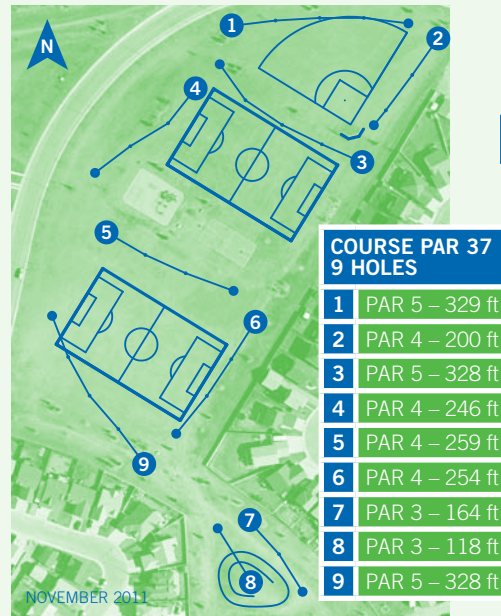 N
1
2
4
3
5
6
9
7
8
COURSE PAR 37
9 HOLES
1 PAR 5 – 329 ft
2 PAR 4 – 200 ft
3 PAR 5 – 328 ft
4 PAR 4 – 246 ft
5 PAR 4 – 259 ft
6 PAR 4 – 254 ft
7 PAR 3 – 164 ft
8 PAR 3 – 118 ft
9 PAR 5 – 328 ft
NOVEMBER 2011